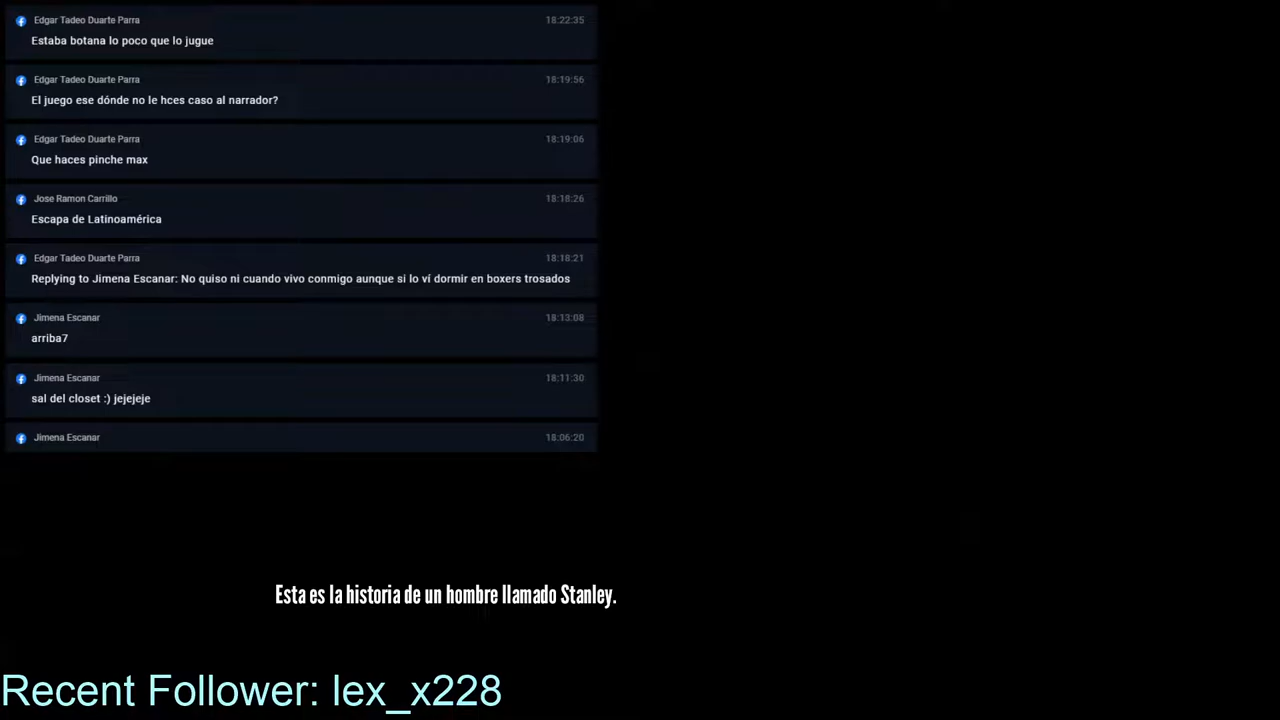 Edgar Tadeo Duarte Parra 18:22:35
Estaba botana lo poco que lo jugue
Edgar Tadeo Duarte Parra 18:19:56
El juego ese dónde no le hces caso al narrador?
Edgar Tadeo Duarte Parra 18:19:06
Que haces pinche max
Jose Ramon Carrillo 18:18:26
Escapa de Latinoamérica
Edgar Tadeo Duarte Parra 18:18:21
Replying to Jimena Escanar: No quiso ni cuando vivo conmigo aunque si lo ví dormir en boxers trosados
Jimena Escanar 18:13:08
arriba7
Jimena Escanar 18:11:30
sal del closet :) jejejeje
Jimena Escanar 18:06:20
Esta es la historia de un hombre llamado Stanley.
Recent Follower: lex_x228